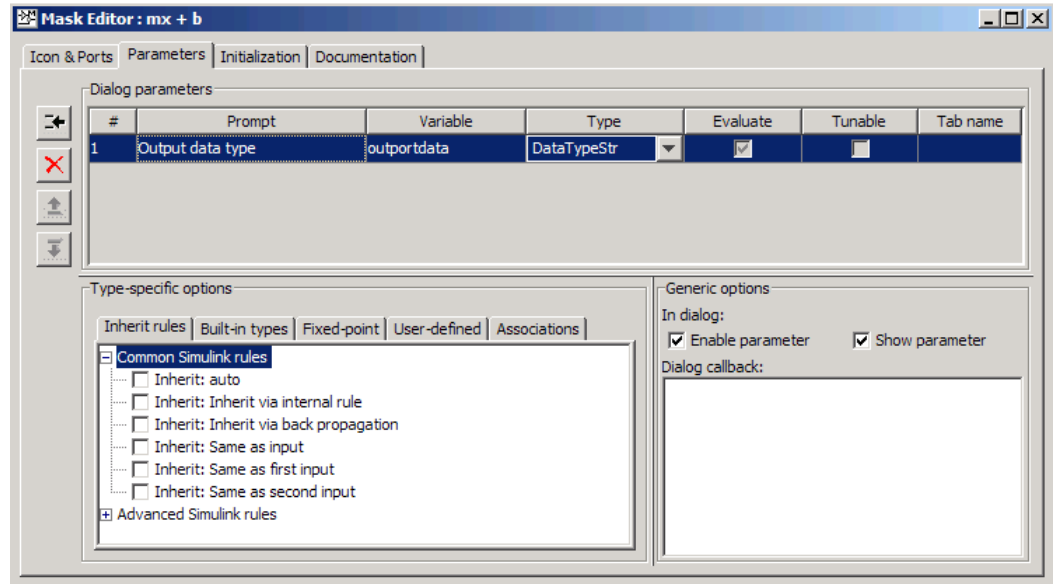 Mask Editor : mx + b
Icon & Ports Parameters Initialization Documentation
Dialog parameters
# Prompt Variable Type Evaluate Tunable Tab name
1 Output data type outportdata DataTypeStr
Type-specific options
Inherit rules Built-in types Fixed-point User-defined Associations
Common Simulink rules
Inherit: auto
Inherit: Inherit via internal rule
Inherit: Inherit via back propagation
Inherit: Same as input
Inherit: Same as first input
Inherit: Same as second input
Advanced Simulink rules
Generic options
In dialog:
Enable parameter Show parameter
Dialog callback: